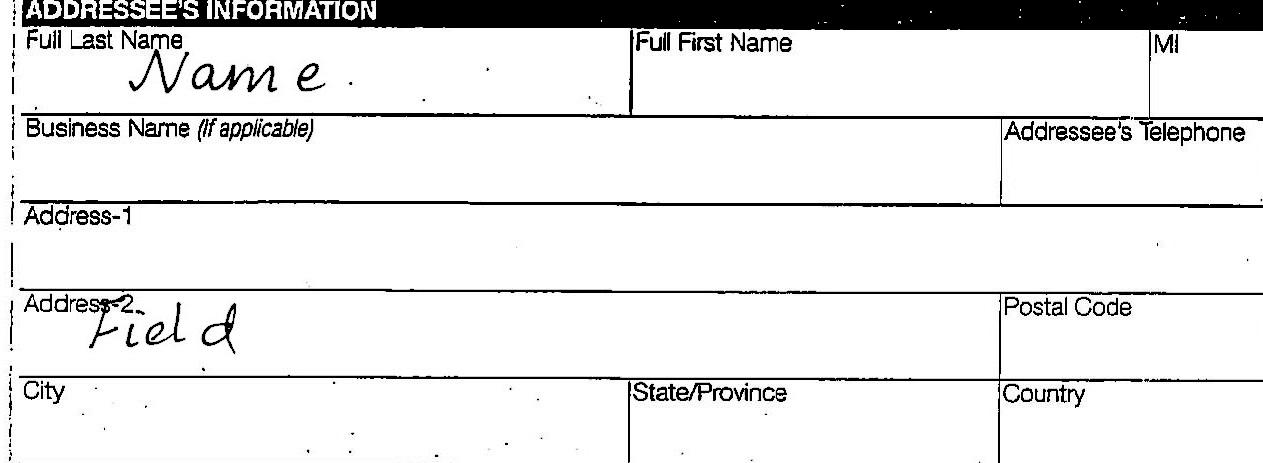 ADDRESSEE'S INFORMATION
Full Last Name Full First Name MI
Name
Business Name (if applicable) Addressee's Telephone
Address-1
Address-2 Postal Code
Field
City State/Province Country